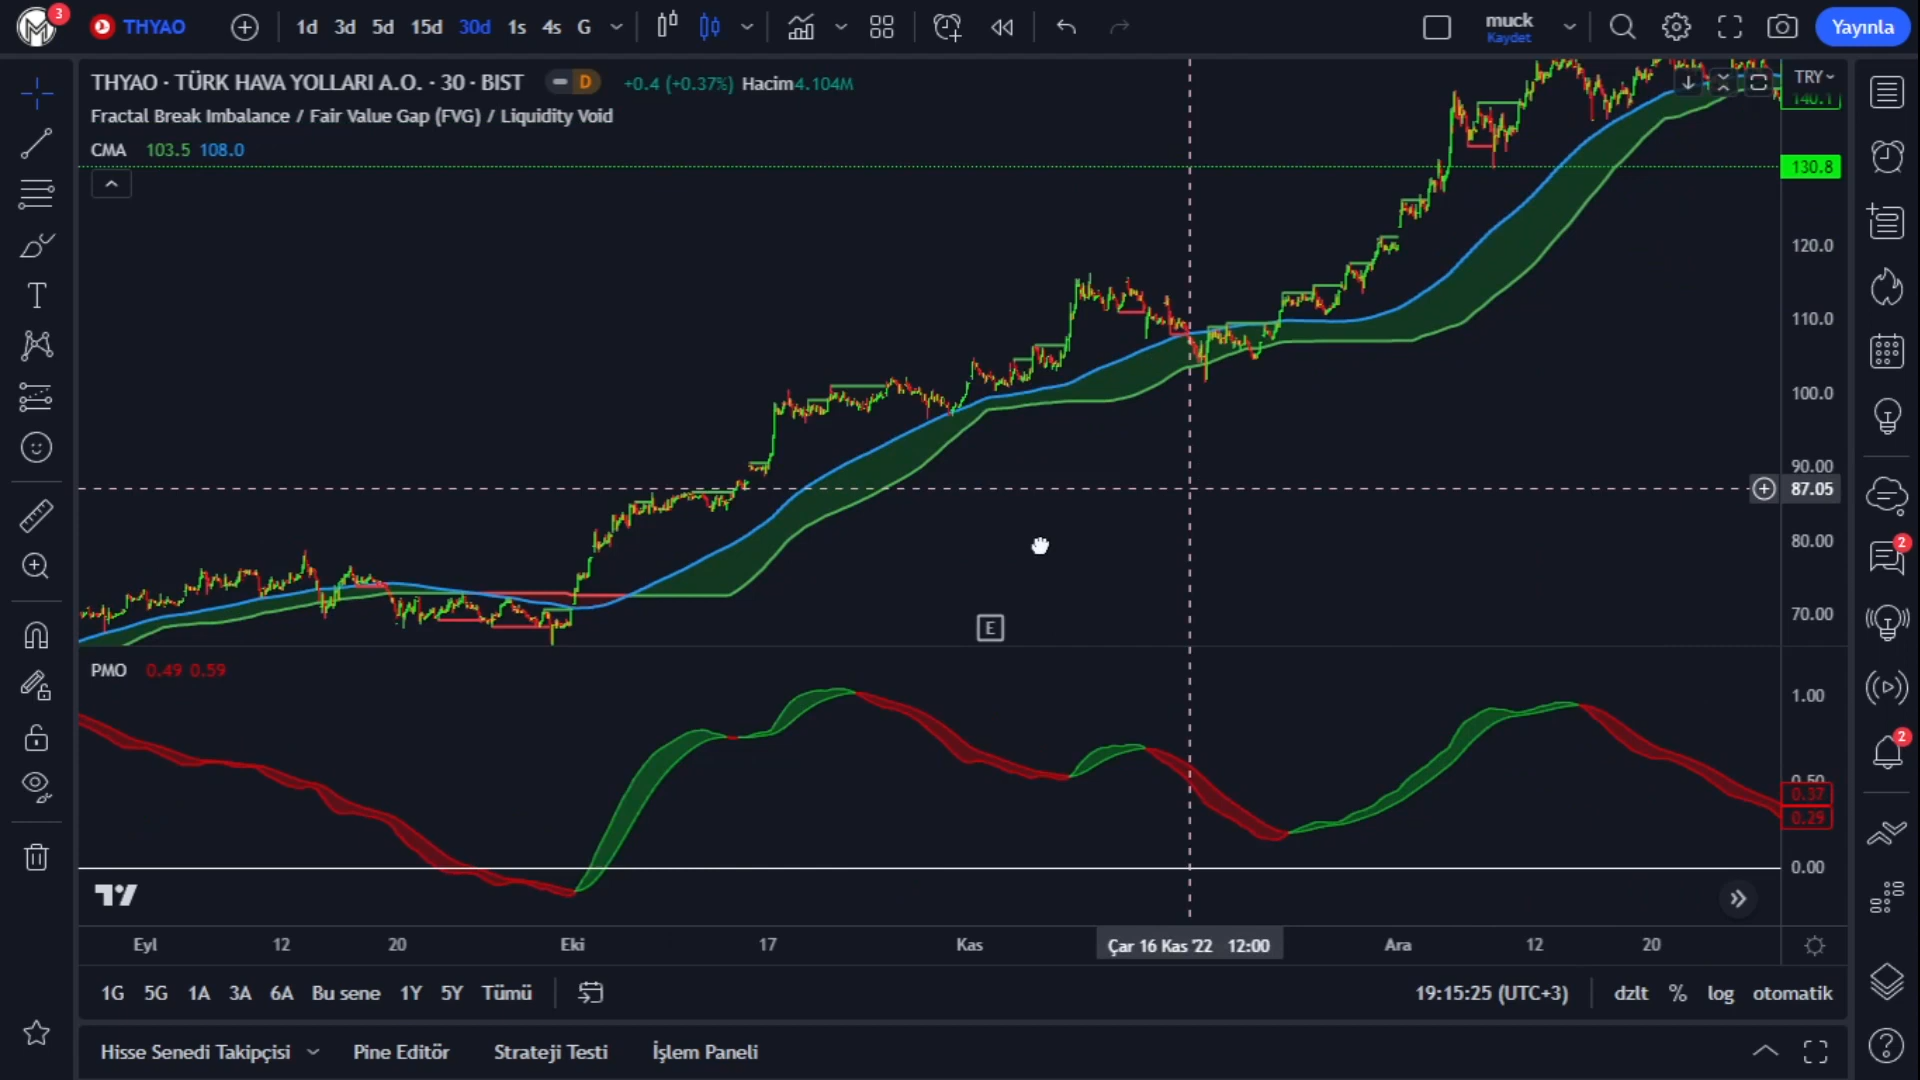 3
THYAO
1d 3d 5d 15d 30d 1s 4s G
muck
Kaydet
Yayınla
THYAO · TÜRK HAVA YOLLARI A.O. · 30 · BIST D +0.4 (+0.37%) Hacim4.104M
TRY
140.1
Fractal Break Imbalance / Fair Value Gap (FVG) / Liquidity Void
CMA 103.5 108.0
130.8
120.0
110.0
100.0
90.00
87.05
80.00
70.00
E
2
PMO 0.49 0.59
1.00
2
0.50
0.37
0.29
0.00
Eyl 12 20 Eki 17 Kas Çar 16 Kas '22 12:00 Ara 12 20
1G 5G 1A 3A 6A Bu sene 1Y 5Y Tümü 19:15:25 (UTC+3) dzlt % log otomatik
Hisse Senedi Takipçisi Pine Editör Strateji Testi İşlem Paneli